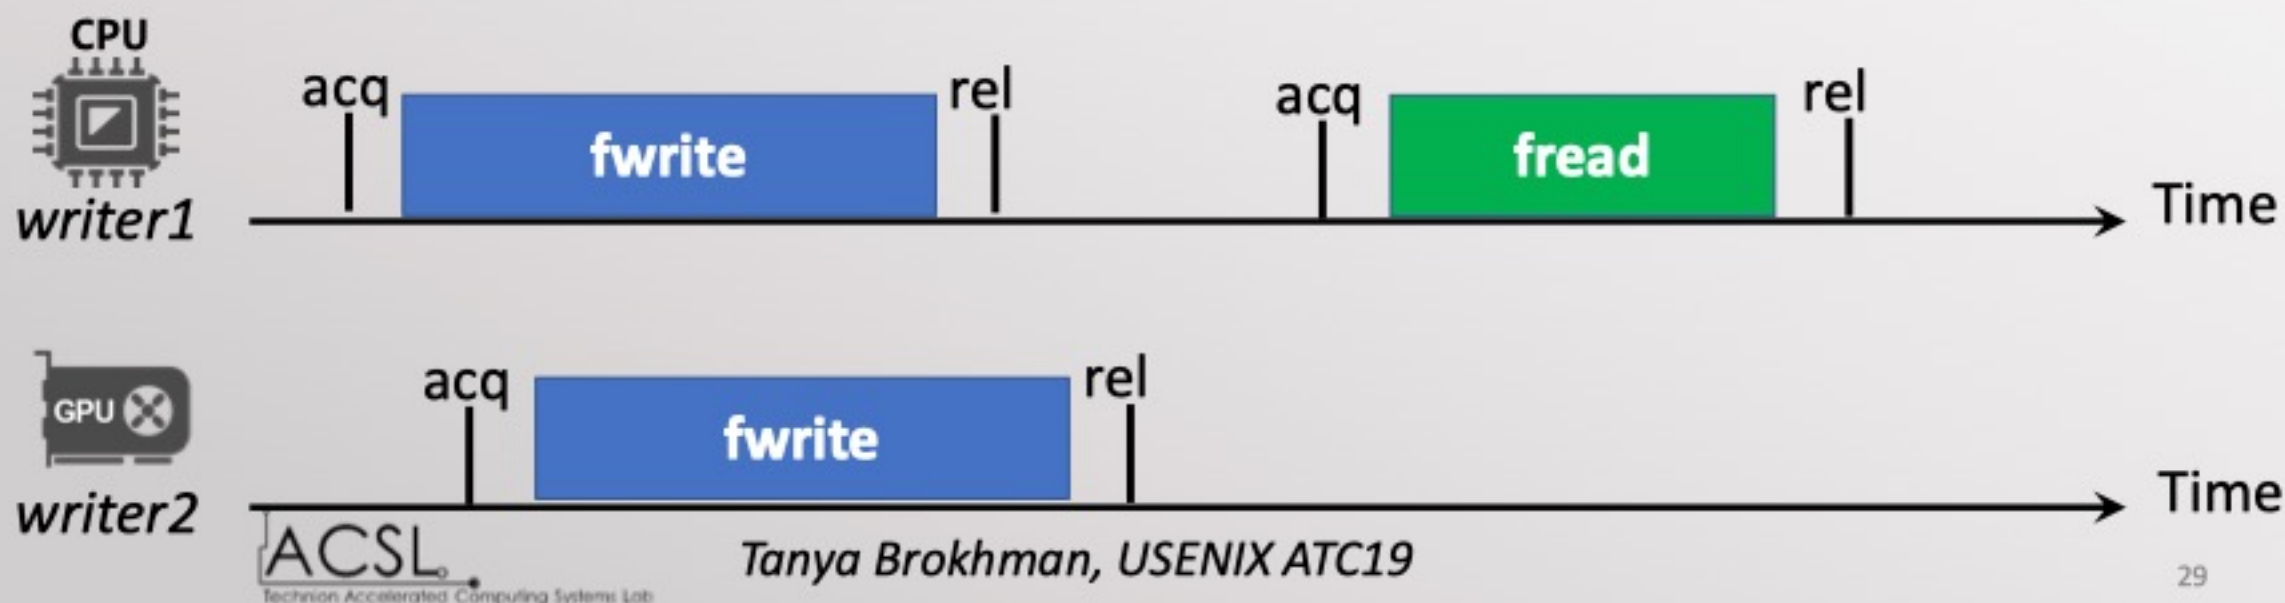 CPU
acq
fwrite
rel
acq
fread
rel
writer1
Time
GPU
acq
fwrite
rel
writer2
Time
ACSL
Technion Accelerated Computing Systems Lab
Tanya Brokhman, USENIX ATC19
29